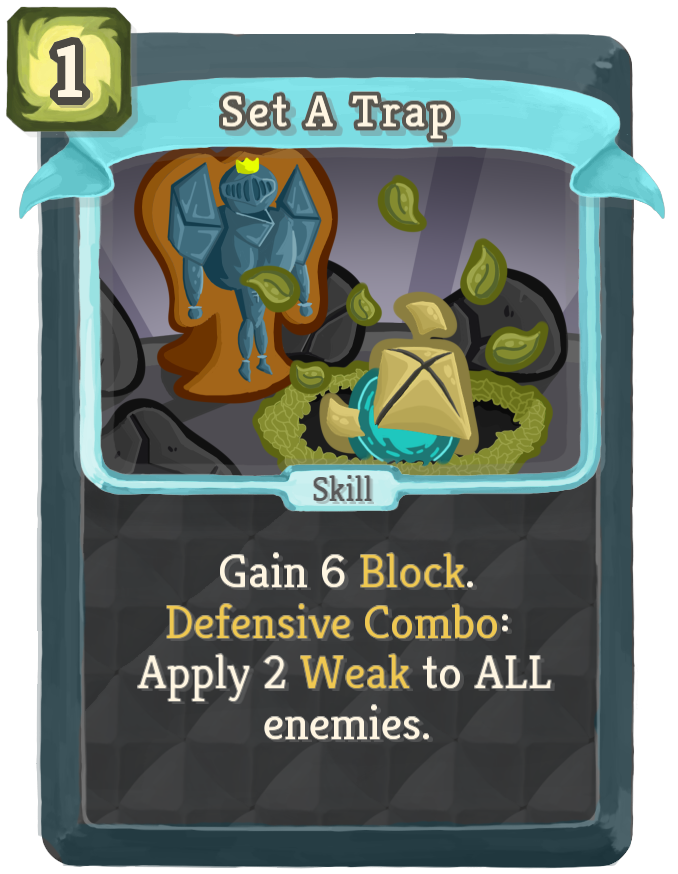 1
Set A Trap
Skill
Gain 6 Block.
Defensive Combo:
Apply 2 Weak to ALL
enemies.